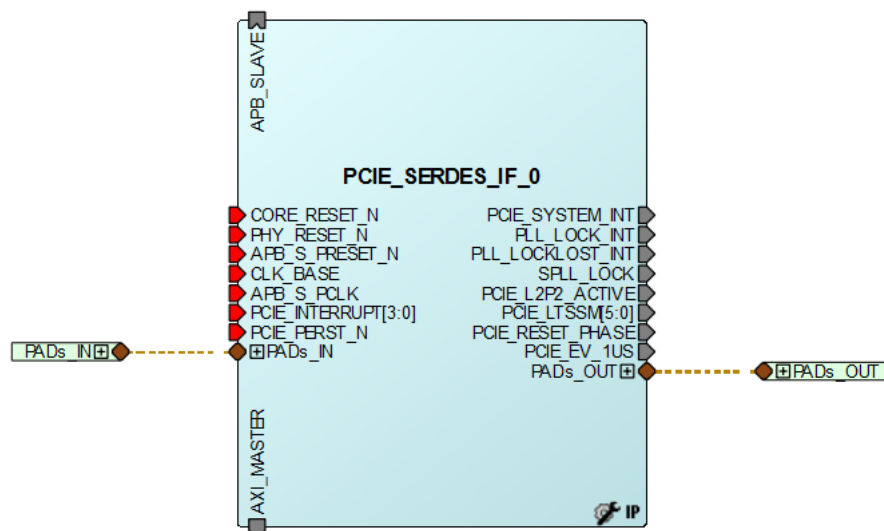 APB_SLAVE
PCIE_SERDES_IF_0
CORE_RESET_N
PHY_RESET_N
APB_S_PRESET_N
CLK_BASE
APB_S_PCLK
PCIE_INTERRUPT[3:0]
PCIE_PERST_N
PADs_IN
PADs_IN
PCIE_SYSTEM_INT
PLL_LOCK_INT
PLL_LOCKLOST_INT
SPLL_LOCK
PCIE_L2P2_ACTIVE
PCIE_LTSSM[5:0]
PCIE_RESET_PHASE
PCIE_EV_1US
PADs_OUT
PADs_OUT
AXI_MASTER
IP